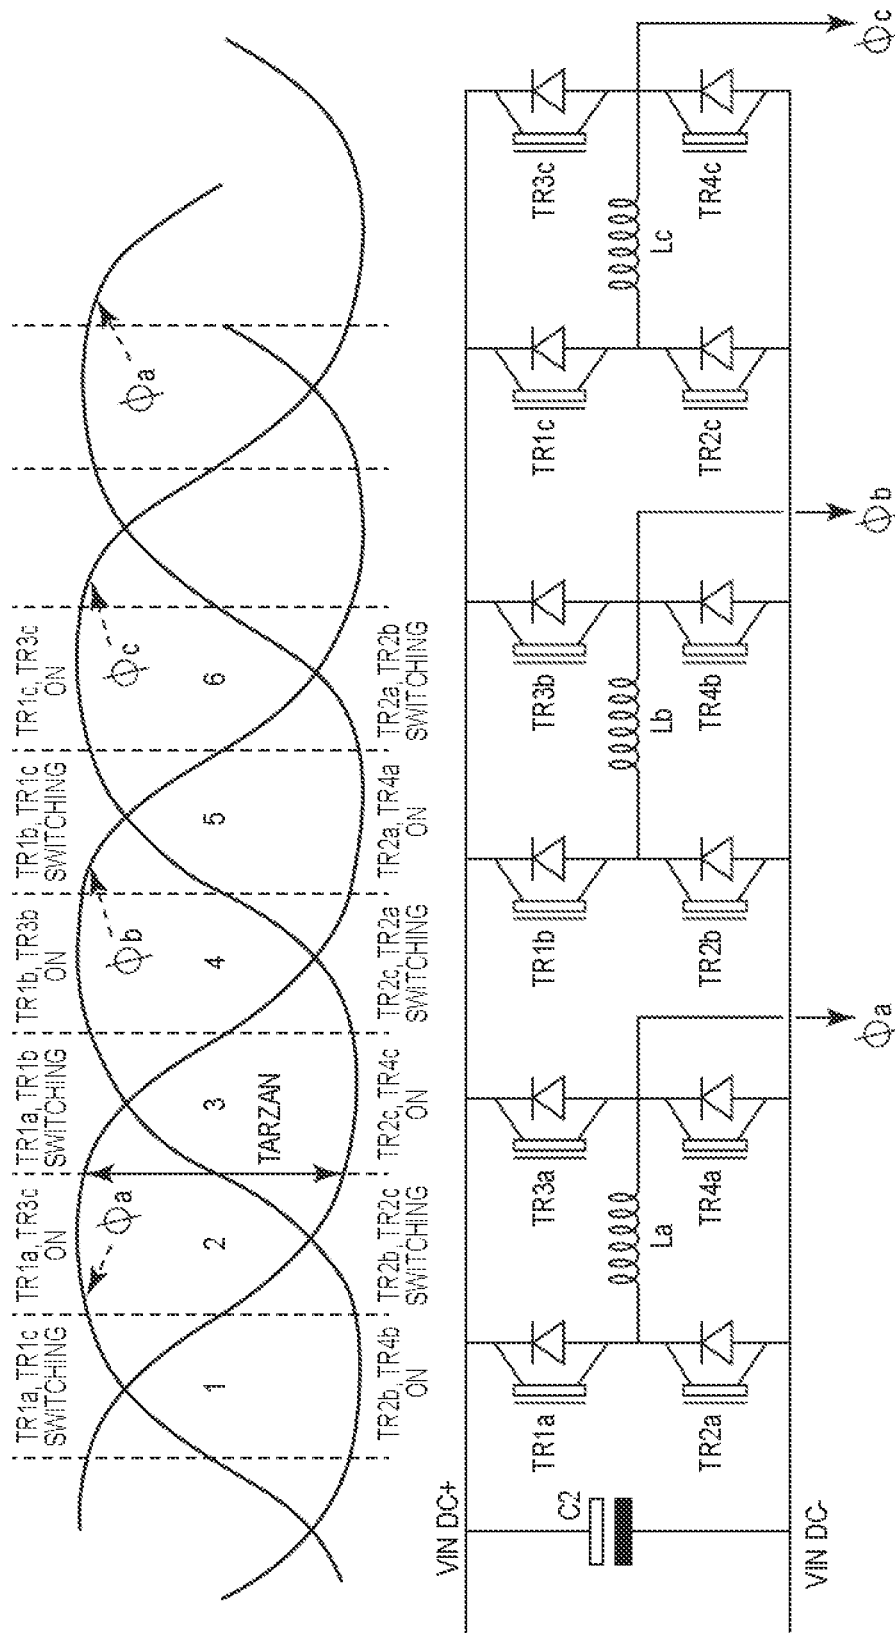 TR1a, TR1c
SWITCHING
TR1a, TR3c
ON
TR1a, TR1b
SWITCHING
TR1b, TR3b
ON
TR1b, TR1c
SWITCHING
TR1c, TR3c
ON
ϕa
ϕb
ϕc
ϕa
1
2
3
4
5
6
TARZAN
TR2b, TR4b
ON
TR2b, TR2c
SWITCHING
TR2c, TR4c
ON
TR2c, TR2a
SWITCHING
TR2a, TR4a
ON
TR2a, TR2b
SWITCHING
VIN DC+
C2
VIN DC-
TR1a
TR3a
La
TR2a
TR4a
ϕa
TR1b
TR3b
Lb
TR2b
TR4b
ϕb
TR1c
TR3c
Lc
TR2c
TR4c
ϕc